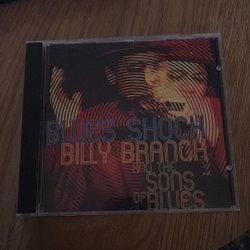 BLUES SHOCK
BILLY BRANCH
AND THE
SONS
OF BLUES